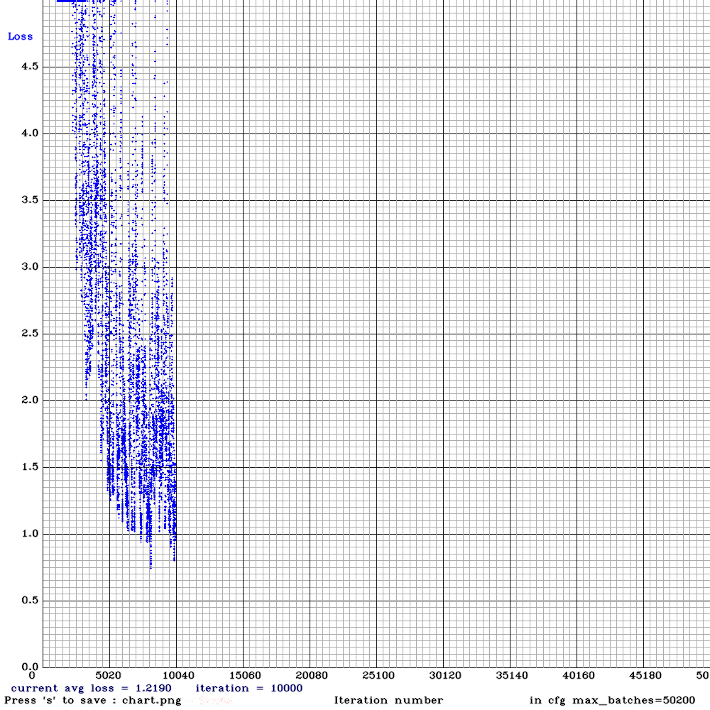 Loss
4.5
4.0
3.5
3.0
2.5
2.0
1.5
1.0
0.5
0.0
0 5020 10040 15060 20080 25100 30120 35140 40160 45180 50
current avg loss = 1.2190 iteration = 10000
Press 's' to save : chart.png Iteration number in cfg max_batches=50200